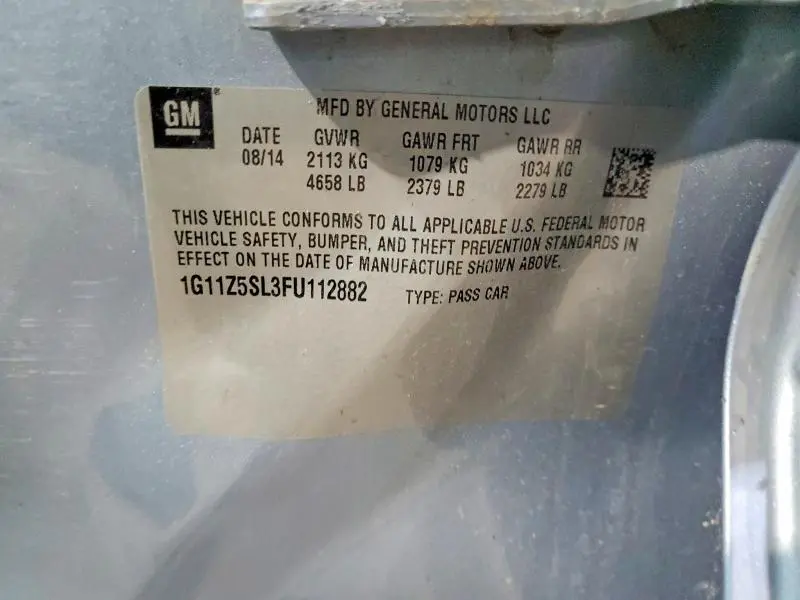 GM®
MFD BY GENERAL MOTORS LLC
DATE GVWR GAWR FRT GAWR RR
08/14 2113 KG 1079 KG 1034 KG
4658 LB 2379 LB 2279 LB
THIS VEHICLE CONFORMS TO ALL APPLICABLE U.S. FEDERAL MOTOR
VEHICLE SAFETY, BUMPER, AND THEFT PREVENTION STANDARDS IN
EFFECT ON THE DATE OF MANUFACTURE SHOWN ABOVE.
1G11Z5SL3FU112882 TYPE: PASS CAR